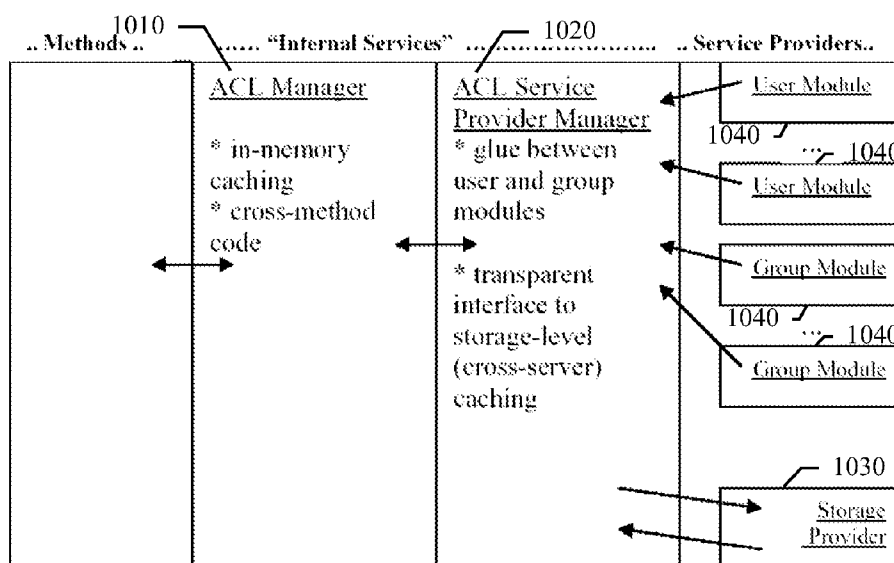 1010
1020
.. Methods ..
...... “Internal Services” ........................
.. Service Providers..
ACL Manager
* in-memory
caching
* cross-method
code
ACL Service
Provider Manager
* glue between
user and group
modules
* transparent
interface to
storage-level
(cross-server)
caching
User Module
1040
...
1040
User Module
Group Module
1040
...
1040
Group Module
1030
Storage
Provider